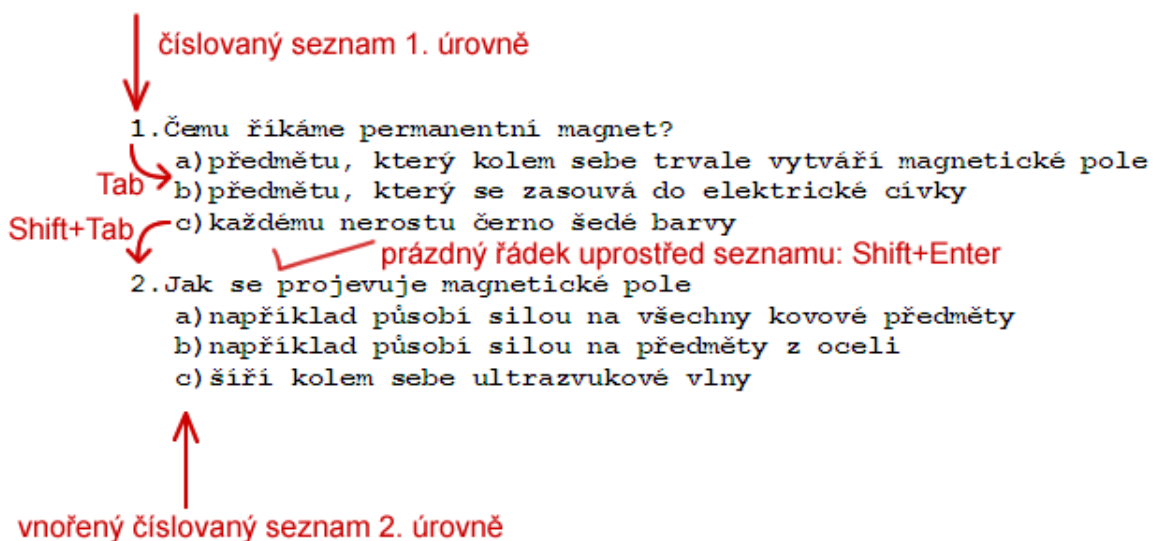 číslovaný seznam 1. úrovně
1.Čemu říkáme permanentní magnet?
a)předmětu, který kolem sebe trvale vytváří magnetické pole
Tab
b)předmětu, který se zasouvá do elektrické cívky
Shift+Tab
c)každému nerostu černo šedé barvy
prázdný řádek uprostřed seznamu: Shift+Enter
2.Jak se projevuje magnetické pole
a)například působí silou na všechny kovové předměty
b)například působí silou na předměty z oceli
c)šíří kolem sebe ultrazvukové vlny
vnořený číslovaný seznam 2. úrovně